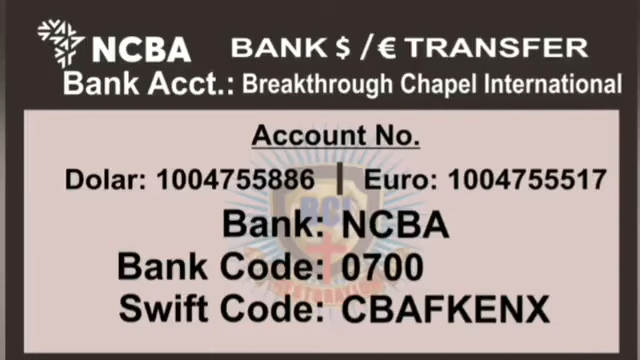 NCBA BANK $ /€ TRANSFER
Bank Acct.: Breakthrough Chapel International
Account No.
Dolar: 1004755886 | Euro: 1004755517
Bank: NCBA
Bank Code: 0700
Swift Code: CBAFKENX
BCI